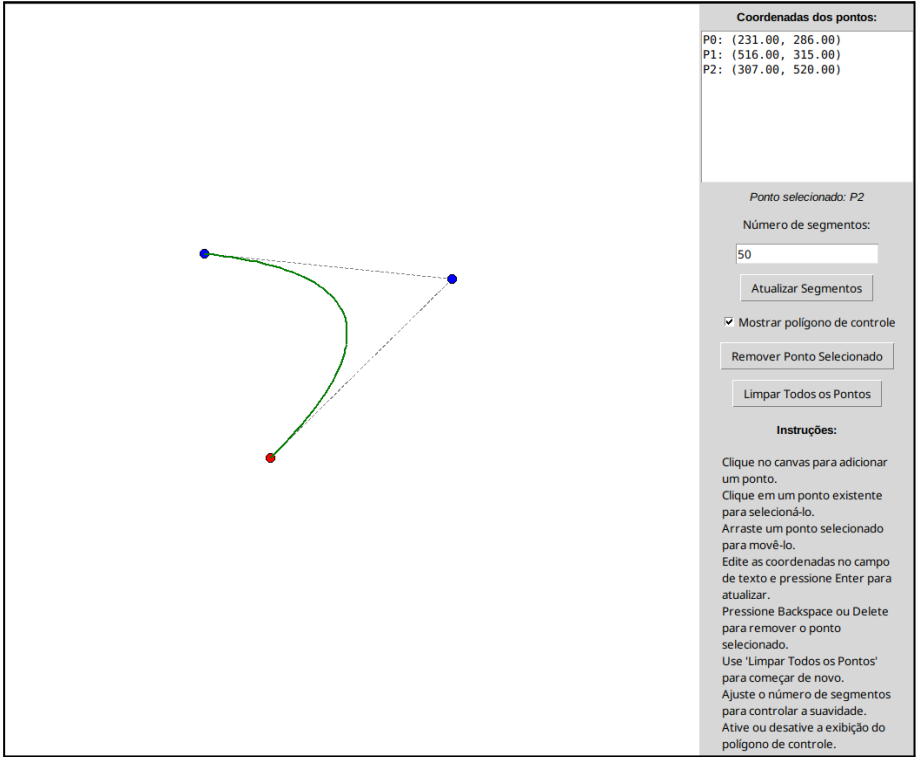 Coordenadas dos pontos:
P0: (231.00, 286.00)
P1: (516.00, 315.00)
P2: (307.00, 520.00)
Ponto selecionado: P2
Número de segmentos:
50
Atualizar Segmentos
Mostrar polígono de controle
Remover Ponto Selecionado
Limpar Todos os Pontos
Instruções:
Clique no canvas para adicionar
um ponto.
Clique em um ponto existente
para selecioná-lo.
Arraste um ponto selecionado
para movê-lo.
Edite as coordenadas no campo
de texto e pressione Enter para
atualizar.
Pressione Backspace ou Delete
para remover o ponto
selecionado.
Use 'Limpar Todos os Pontos'
para começar de novo.
Ajuste o número de segmentos
para controlar a suavidade.
Ative ou desative a exibição do
polígono de controle.